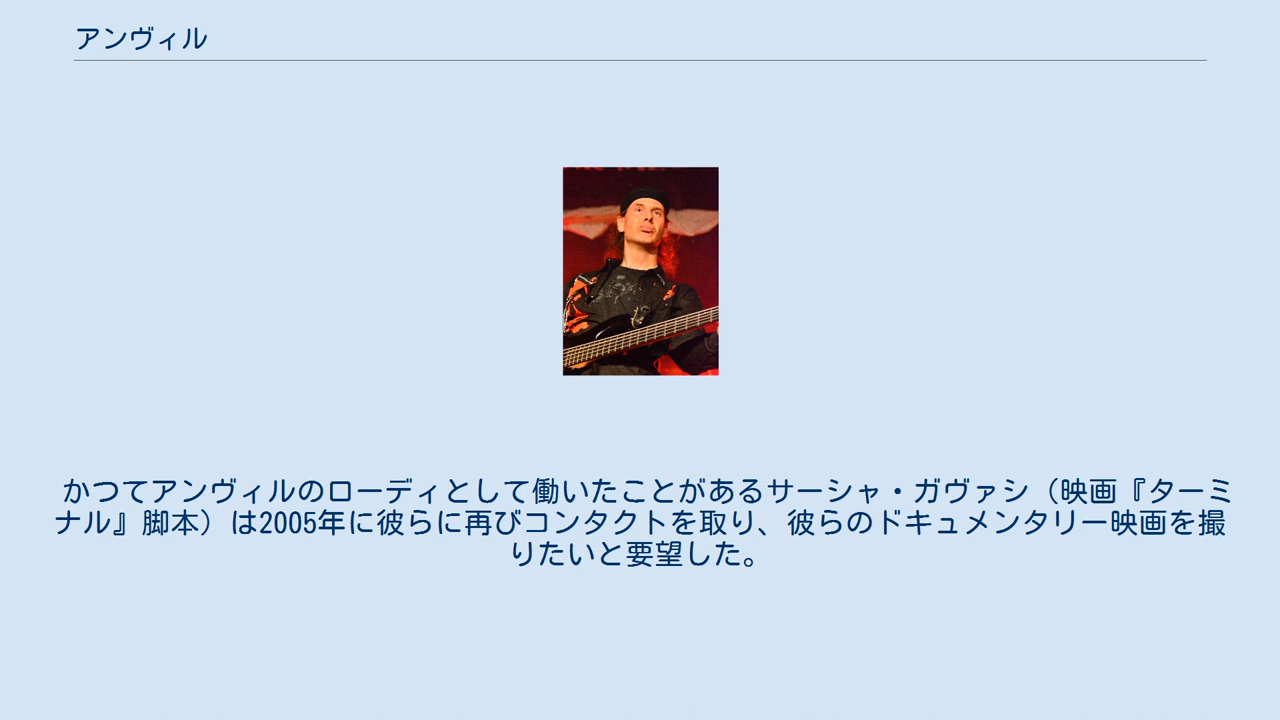 アンヴィル
かつてアンヴィルのローディとして働いたことがあるサーシャ・ガヴァシ（映画『ターミ
ナル』脚本）は2005年に彼らに再びコンタクトを取り、彼らのドキュメンタリー映画を撮
りたいと要望した。